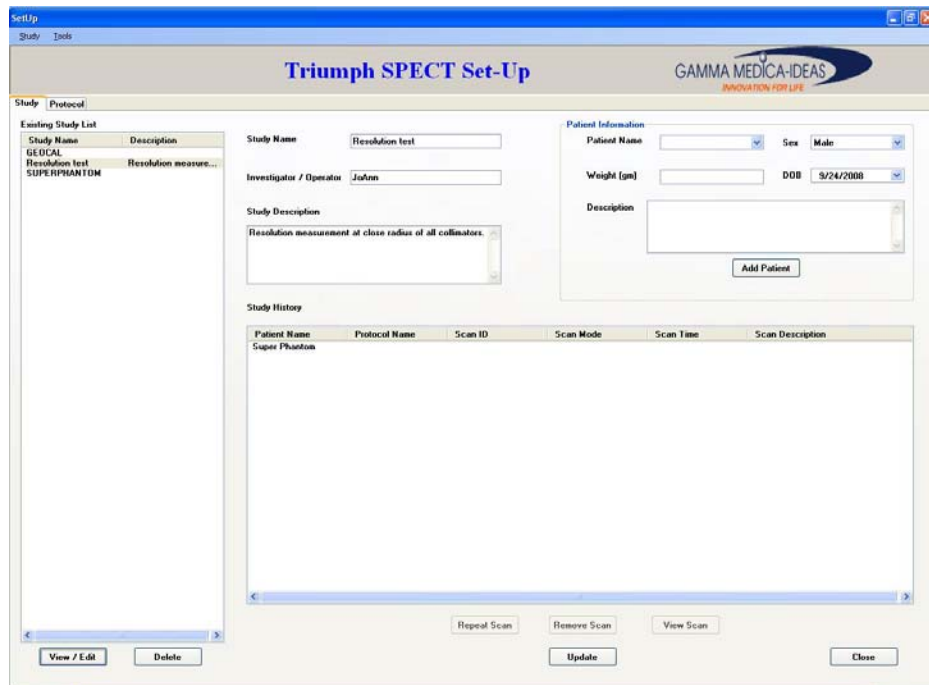 SetUp
Study Tools
Triumph SPECT Set-Up
GAMMA MEDICA-IDEAS
INNOVATION FOR LIFE
Study Protocol
Existing Study List
Study Name Description
GEOCAL
Resolution test Resolution measure...
SUPERPHANTOM
View / Edit Delete
Study Name Resolution test
Investigator / Operator JoAnn
Study Description
Resolution measurement at close radius of all collimators.
Patient Information
Patient Name Sex Male
Weight (gm) DOB 9/24/2008
Description
Add Patient
Study History
Patient Name Protocol Name Scan ID Scan Mode Scan Time Scan Description
Super Phantom
Repeat Scan Remove Scan View Scan
Update Close